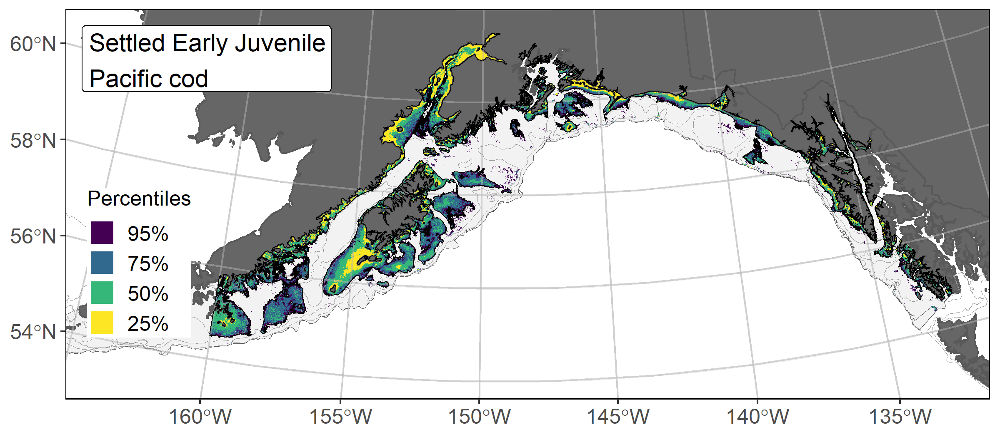 Settled Early Juvenile
Pacific cod
60°N
58°N
56°N
54°N
Percentiles
95%
75%
50%
25%
160°W
155°W
150°W
145°W
140°W
135°W